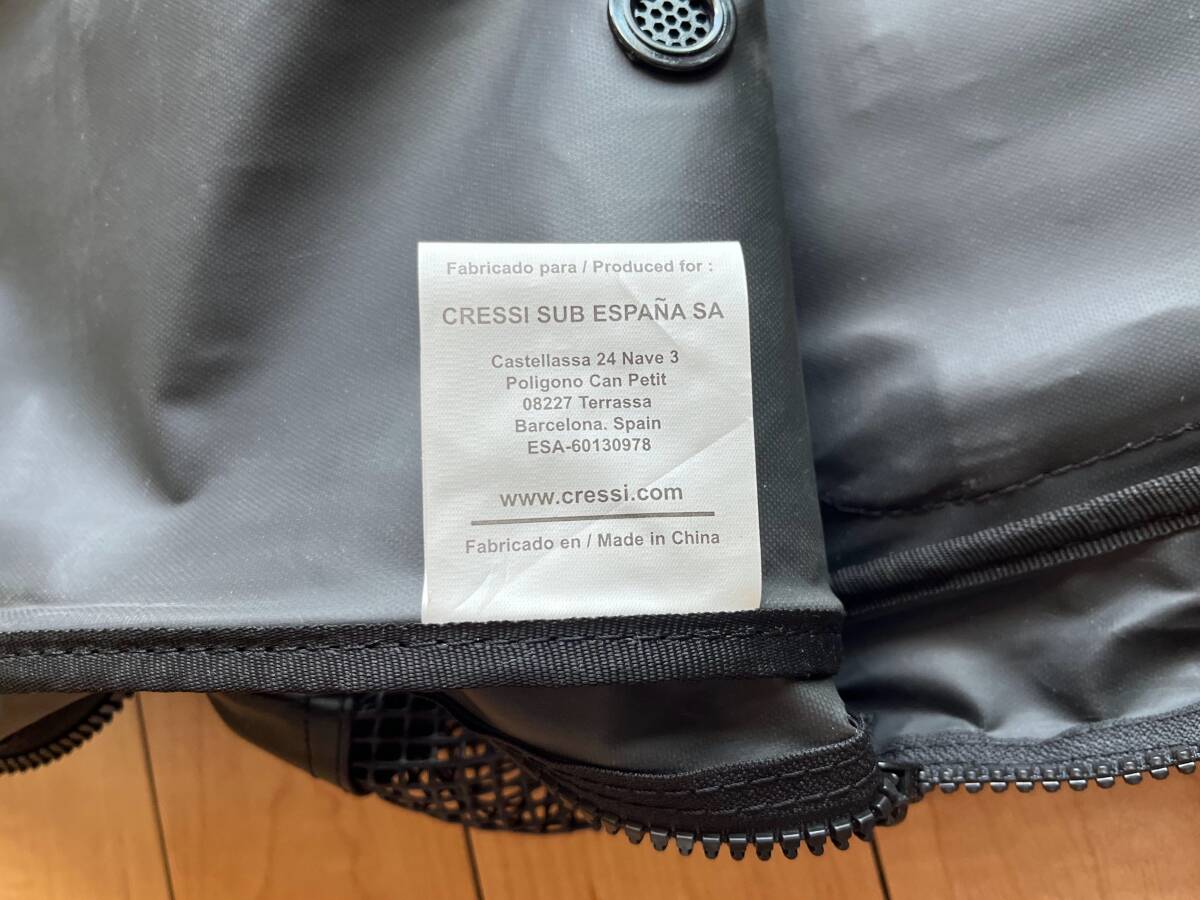 Fabricado para / Produced for :
CRESSI SUB ESPAÑA SA
Castellassa 24 Nave 3
Poligono Can Petit
08227 Terrassa
Barcelona. Spain
ESA-60130978
www.cressi.com
Fabricado en / Made in China